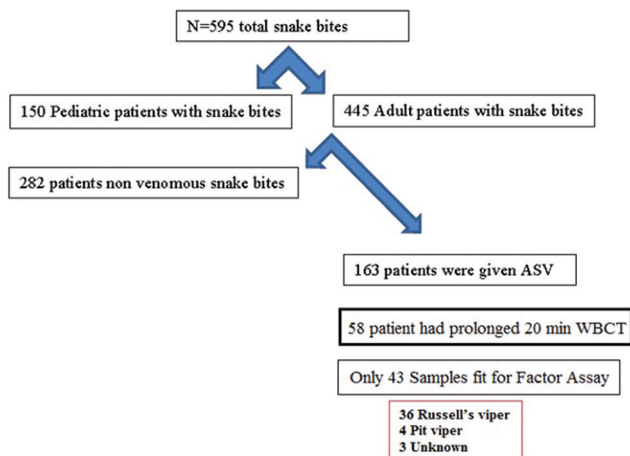 N=595 total snake bites
150 Pediatric patients with snake bites
445 Adult patients with snake bites
282 patients non venomous snake bites
163 patients were given ASV
58 patient had prolonged 20 min WBCT
Only 43 Samples fit for Factor Assay
36 Russell's viper
4 Pit viper
3 Unknown